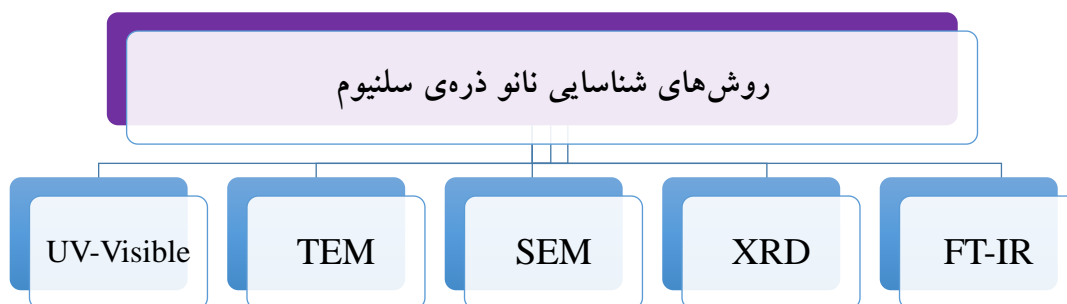 روش‌های شناسایی نانو ذره‌ی سلنیوم
UV-Visible
TEM
SEM
XRD
FT-IR